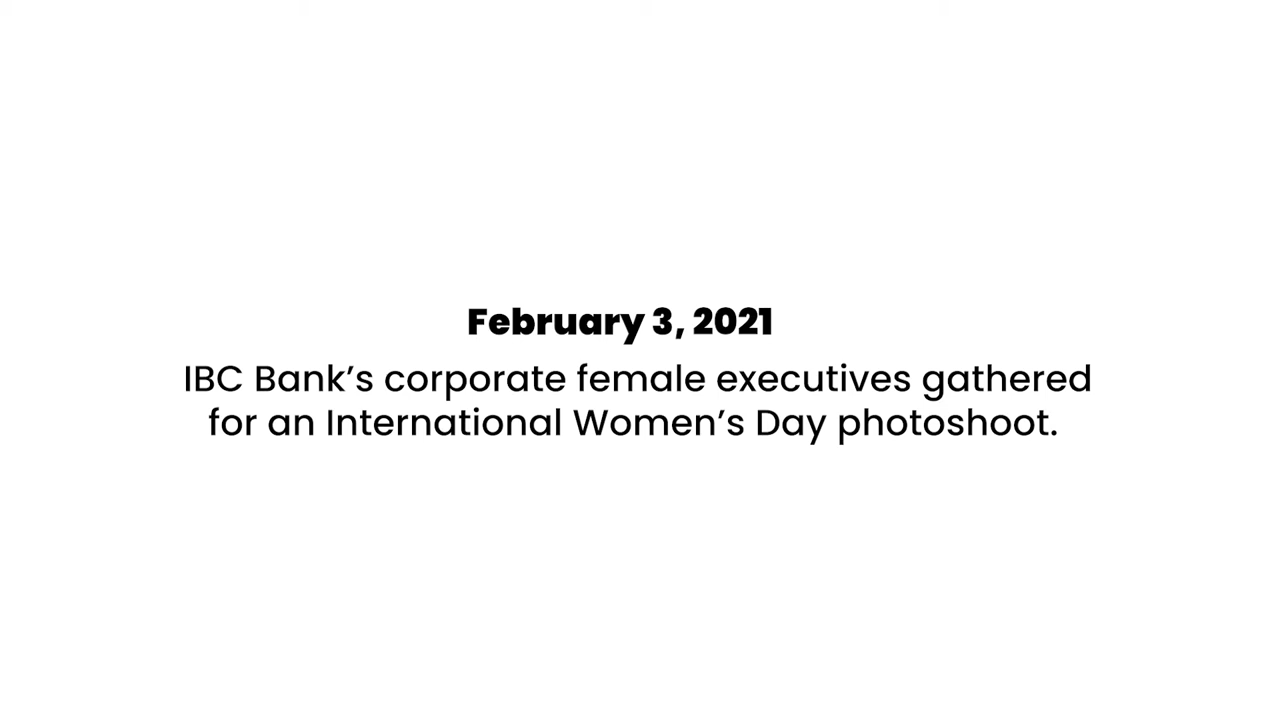 February 3, 2021
IBC Bank’s corporate female executives gathered
for an International Women’s Day photoshoot.